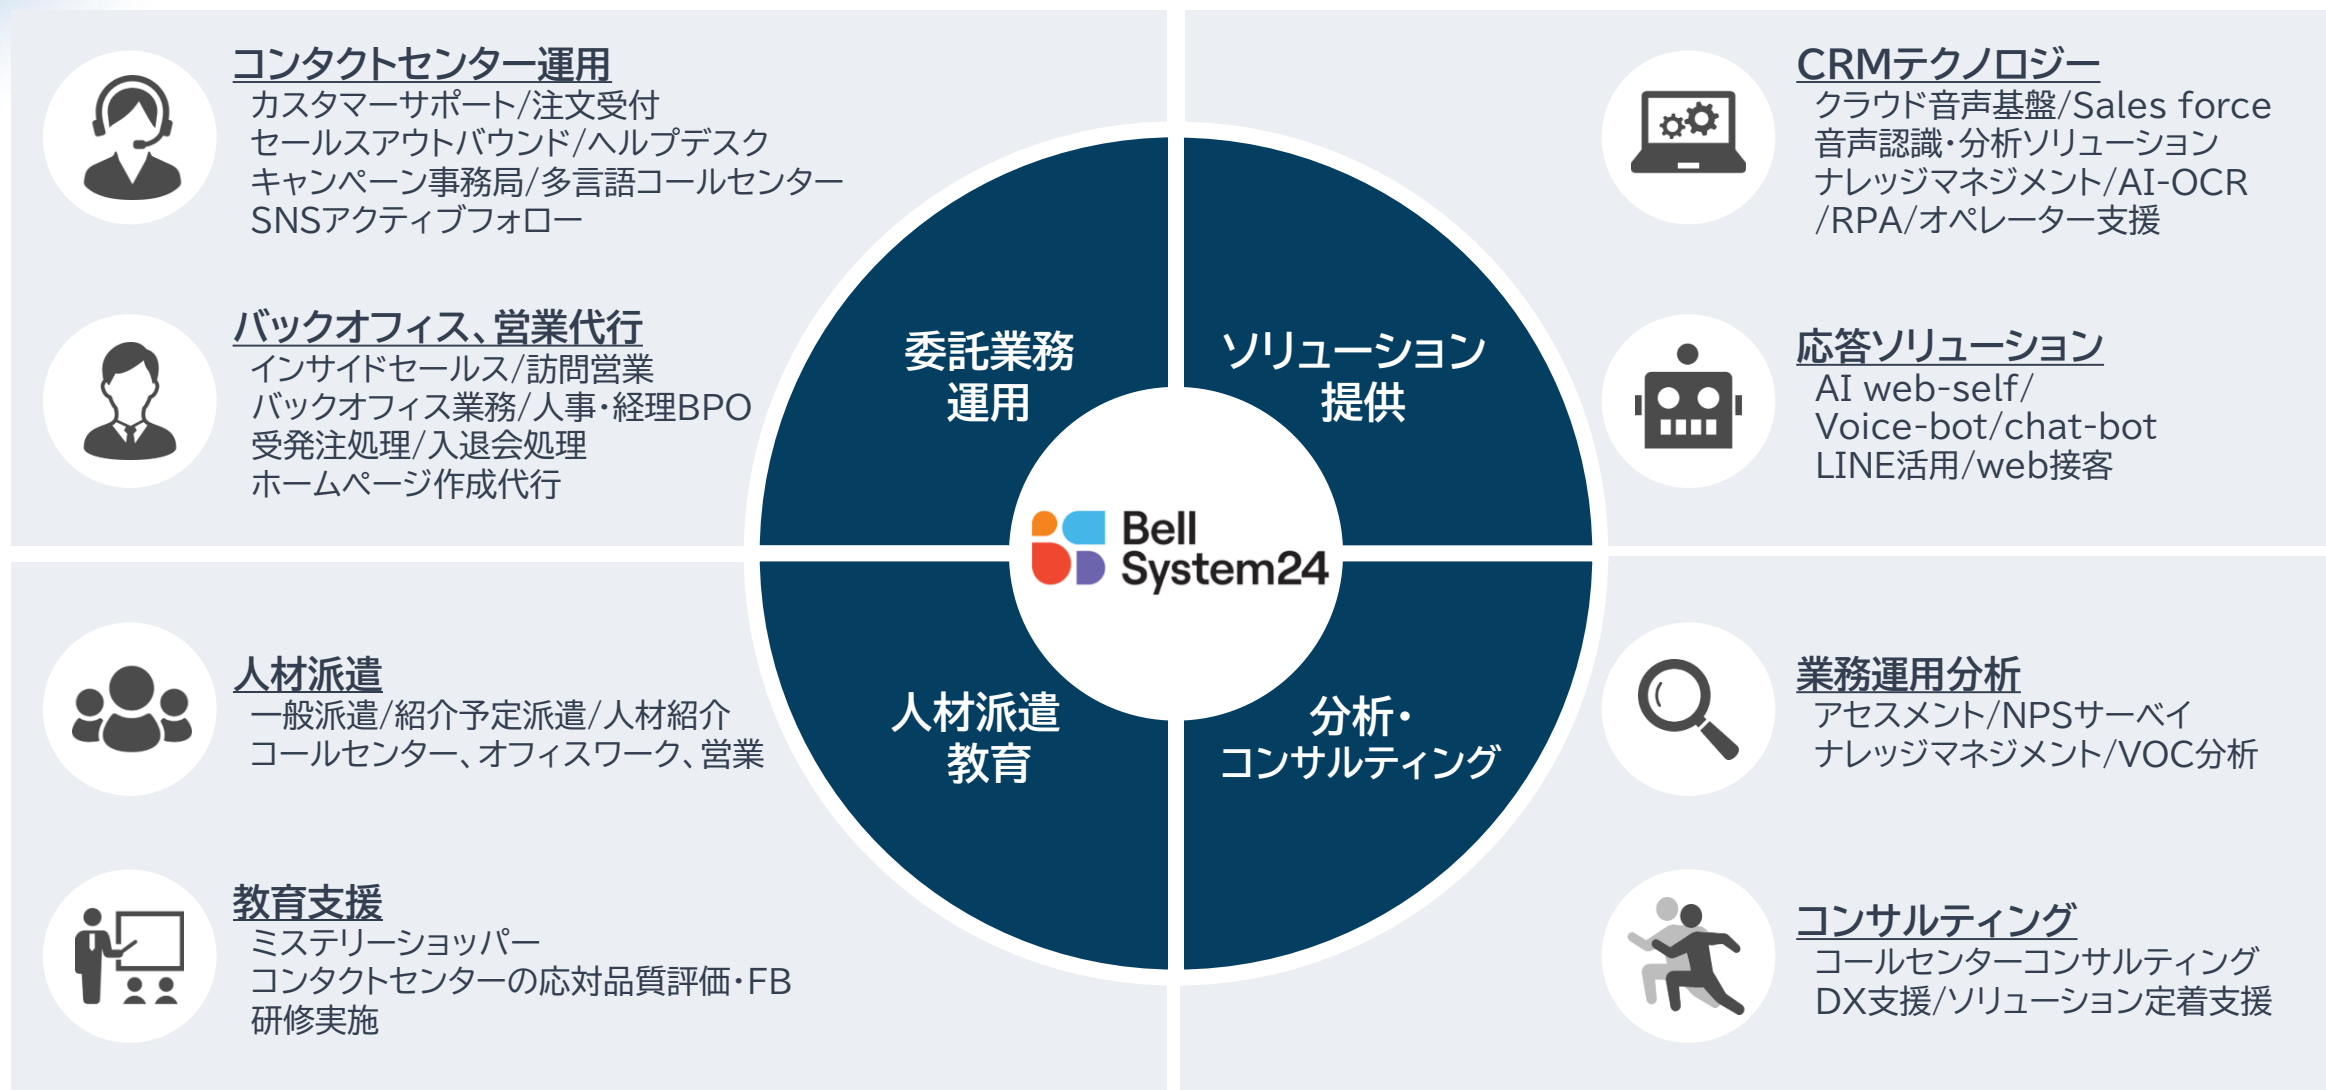 コンタクトセンター運用
カスタマーサポート/注文受付
セールスアウトバウンド/ヘルプデスク
キャンペーン事務局/多言語コールセンター
SNSアクティブフォロー
バックオフィス、営業代行
インサイドセールス/訪問営業
バックオフィス業務/人事・経理BPO
受発注処理/入退会処理
ホームページ作成代行
委託業務
運用
ソリューション
提供
CRMテクノロジー
クラウド音声基盤/Sales force
音声認識・分析ソリューション
ナレッジマネジメント/AI-OCR
/RPA/オペレーター支援
応答ソリューション
AI web-self/
Voice-bot/chat-bot
LINE活用/web接客
Bell
System24
人材派遣
一般派遣/紹介予定派遣/人材紹介
コールセンター、オフィスワーク、営業
教育支援
ミステリーショッパー
コンタクトセンターの応対品質評価・FB
研修実施
人材派遣
教育
分析・
コンサルティング
業務運用分析
アセスメント/NPSサーベイ
ナレッジマネジメント/VOC分析
コンサルティング
コールセンターコンサルティング
DX支援/ソリューション定着支援